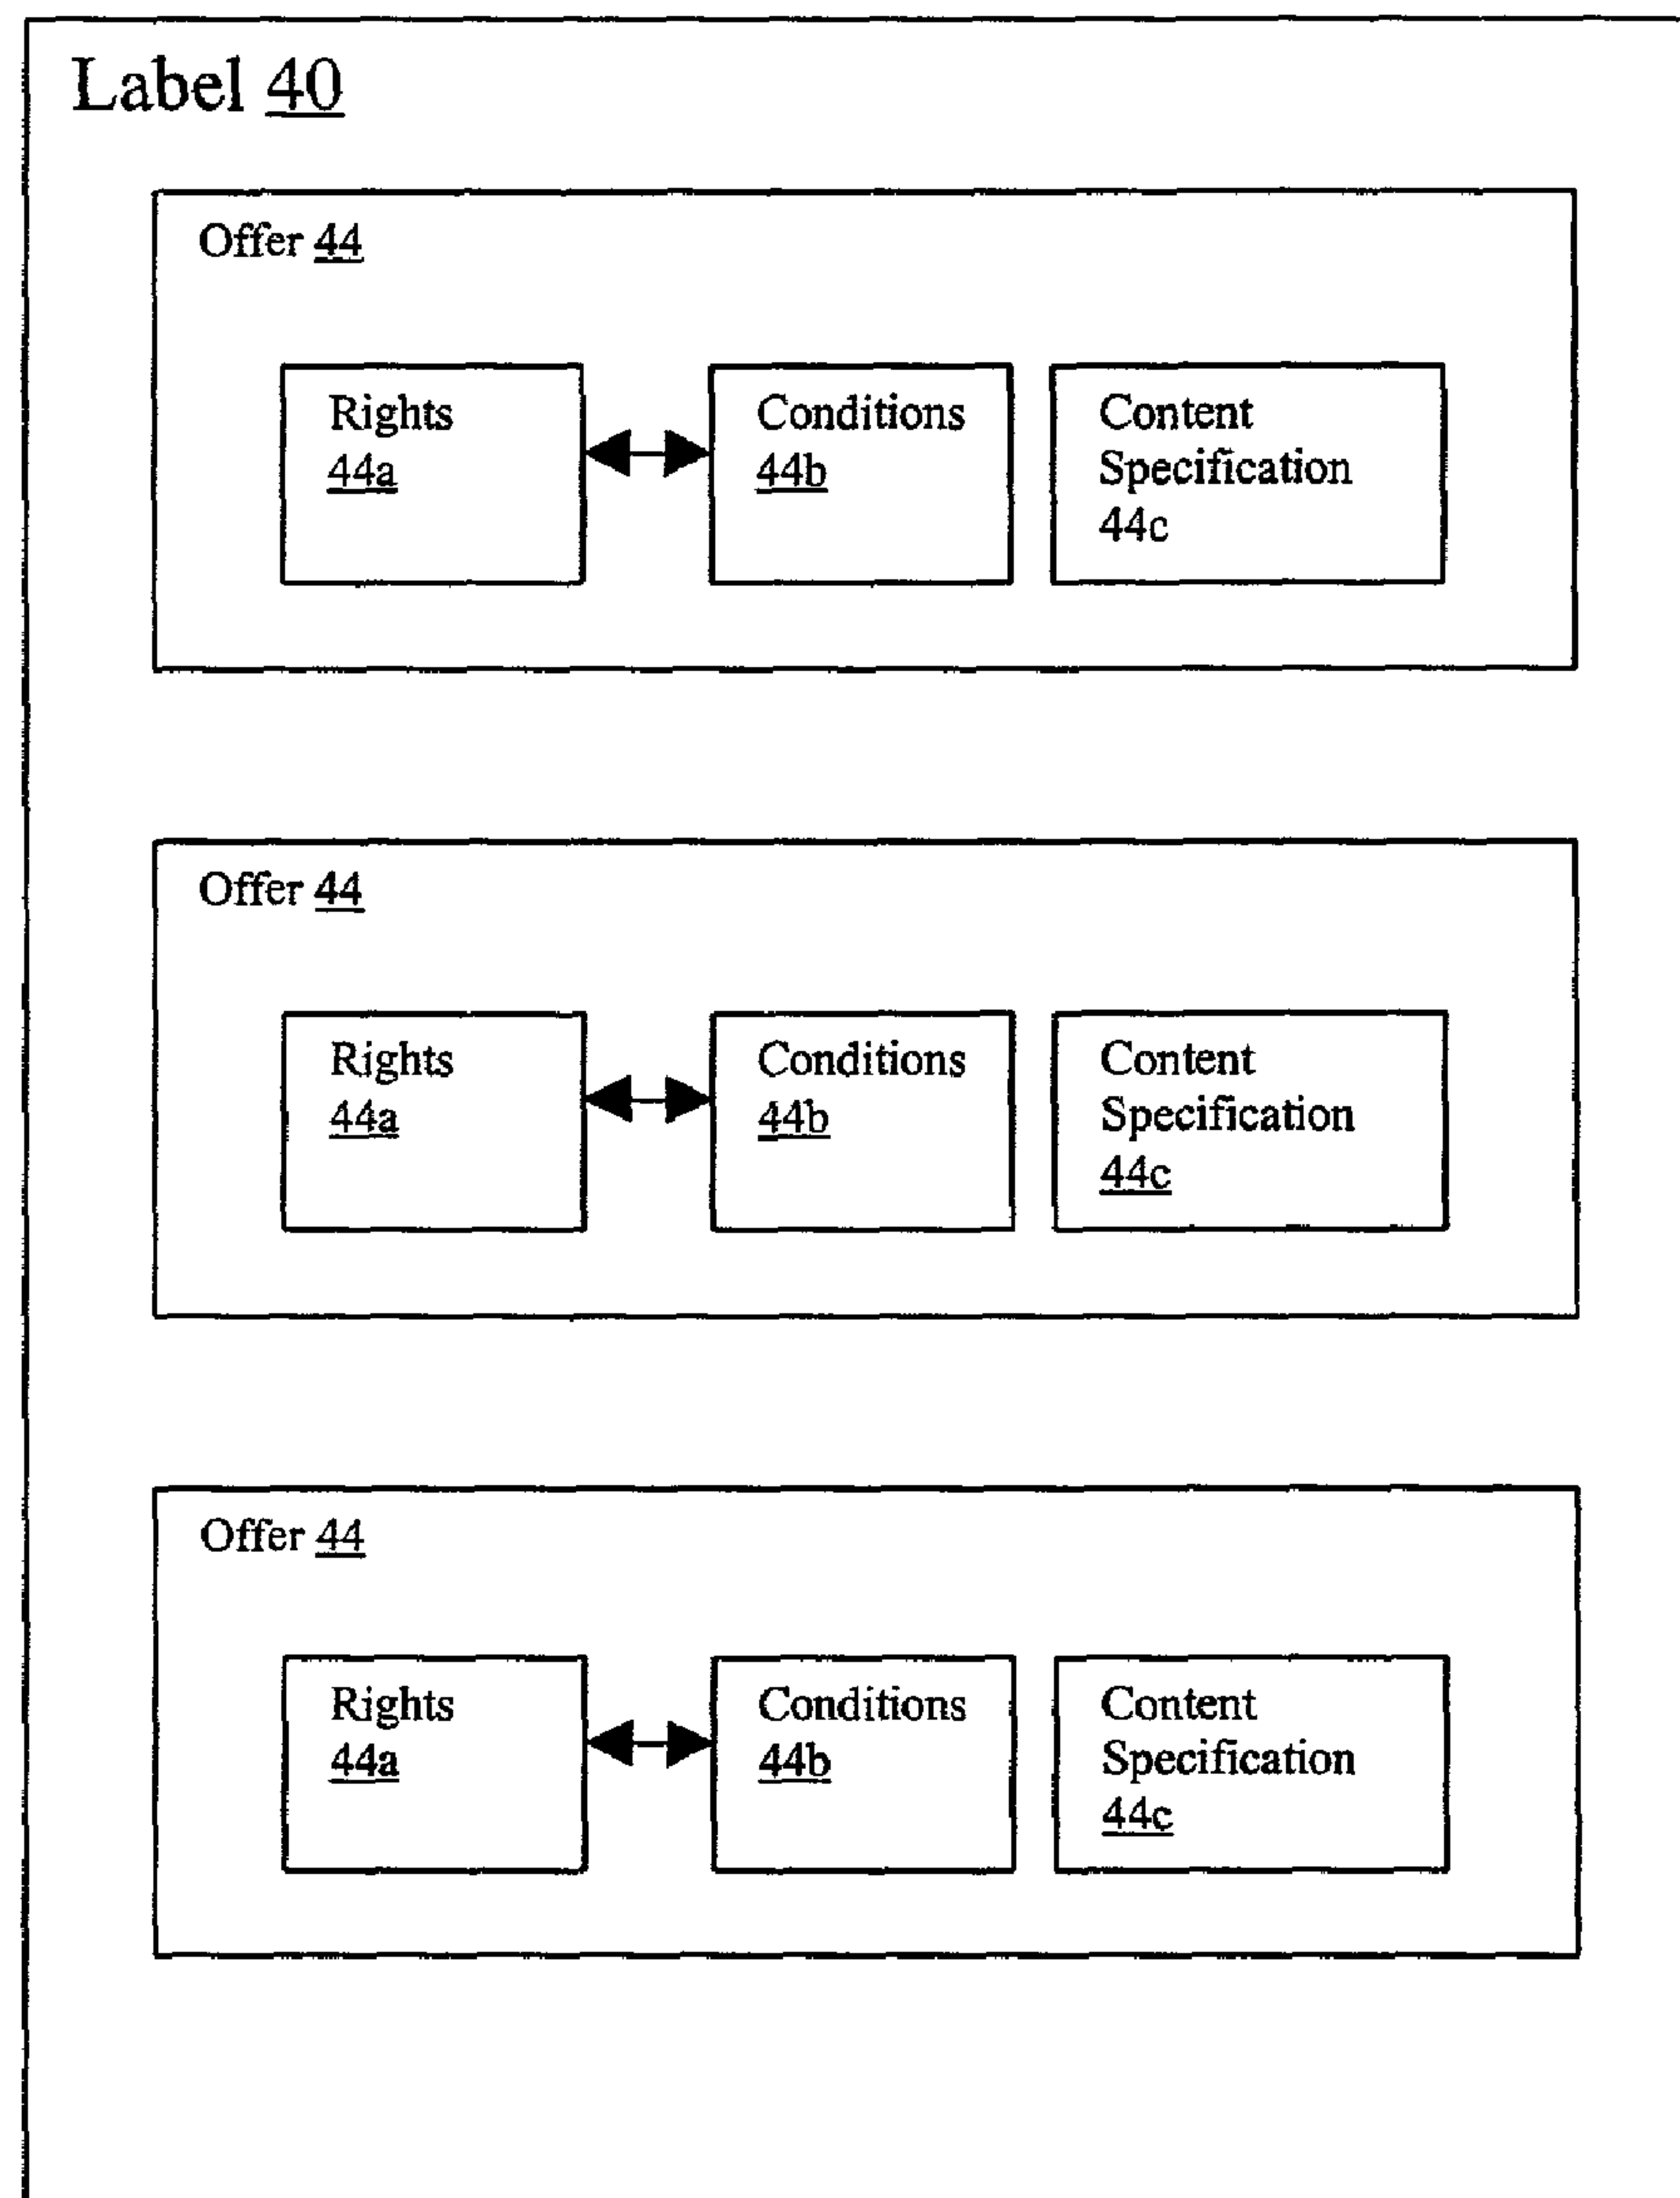 Label 40
Offer 44
Rights
44a
Conditions
44b
Content
Specification
44c
Offer 44
Rights
44a
Conditions
44b
Content
Specification
44c
Offer 44
Rights
44a
Conditions
44b
Content
Specification
44c